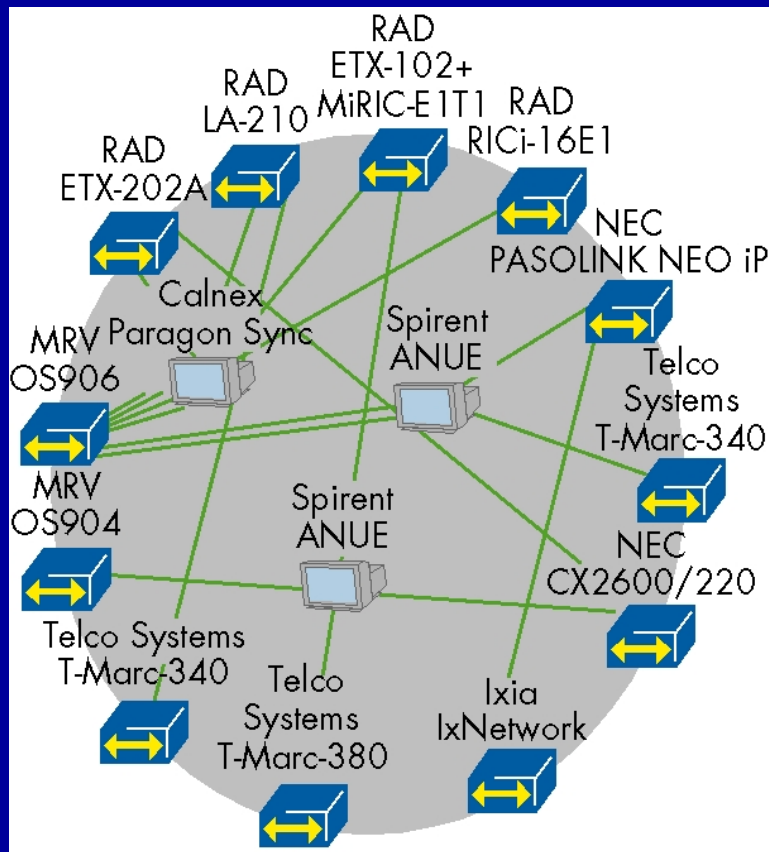 RAD
ETX-102+
MiRIC-E1T1
RAD
LA-210
RAD
RICi-16E1
RAD
ETX-202A
NEC
PASOLINK NEO iP
Calnex
Paragon Sync
Spirent
ANUE
MRV
OS906
Telco
Systems
T-Marc-340
MRV
OS904
Spirent
ANUE
NEC
CX2600/220
Telco Systems
T-Marc-340
Telco
Systems
T-Marc-380
Ixia
IxNetwork